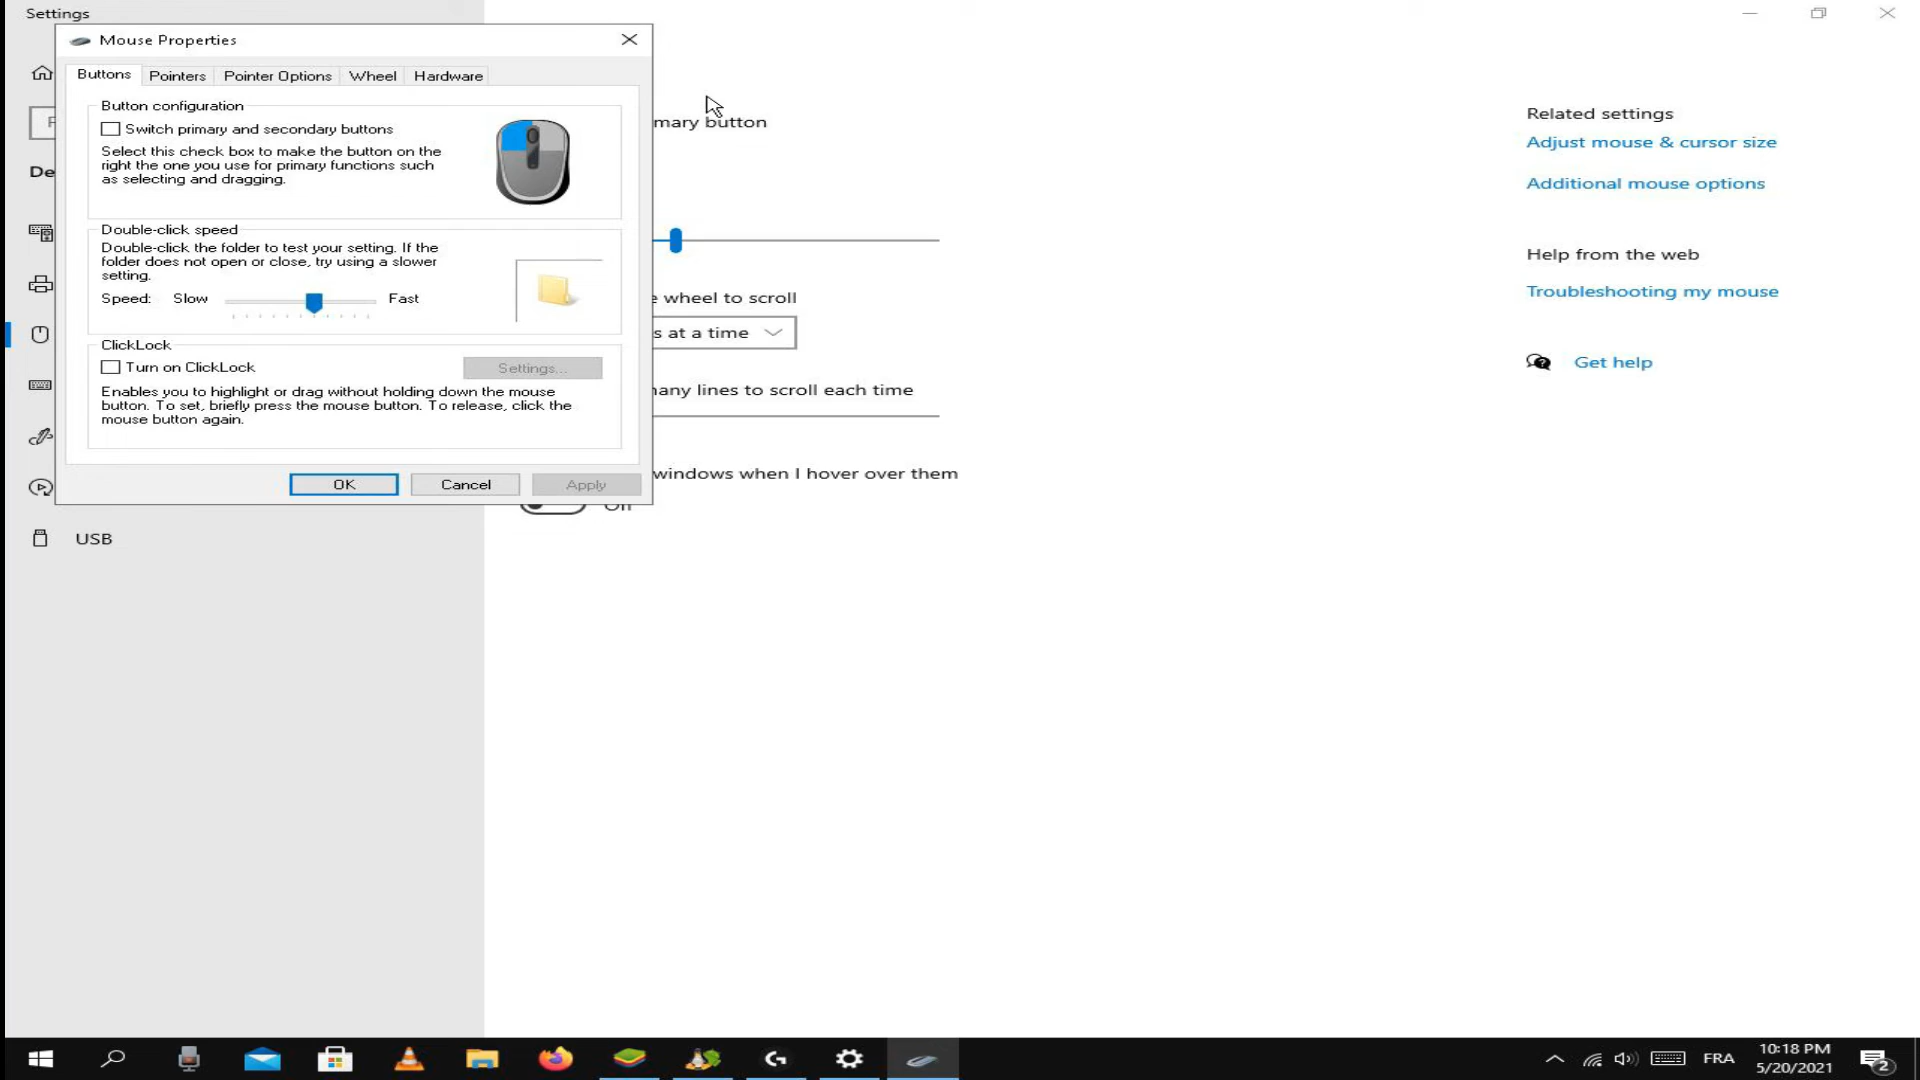 Settings
Mouse Properties
Buttons
Pointers
Pointer Options
Wheel
Hardware
Button configuration
Switch primary and secondary buttons
Select this check box to make the button on the
right the one you use for primary functions such
as selecting and dragging.
Double-click speed
Double-click the folder to test your setting. If the
folder does not open or close, try using a slower
setting.
Speed: Slow Fast
ClickLock
Turn on ClickLock
Settings...
Enables you to highlight or drag without holding down the mouse
button. To set, briefly press the mouse button. To release, click the
mouse button again.
OK
Cancel
Apply
De
USB
mary button
wheel to scroll
s at a time
lines to scroll each time
windows when I hover over them
Off
Related settings
Adjust mouse & cursor size
Additional mouse options
Help from the web
Troubleshooting my mouse
Get help
FRA
10:18 PM
5/20/2021
2